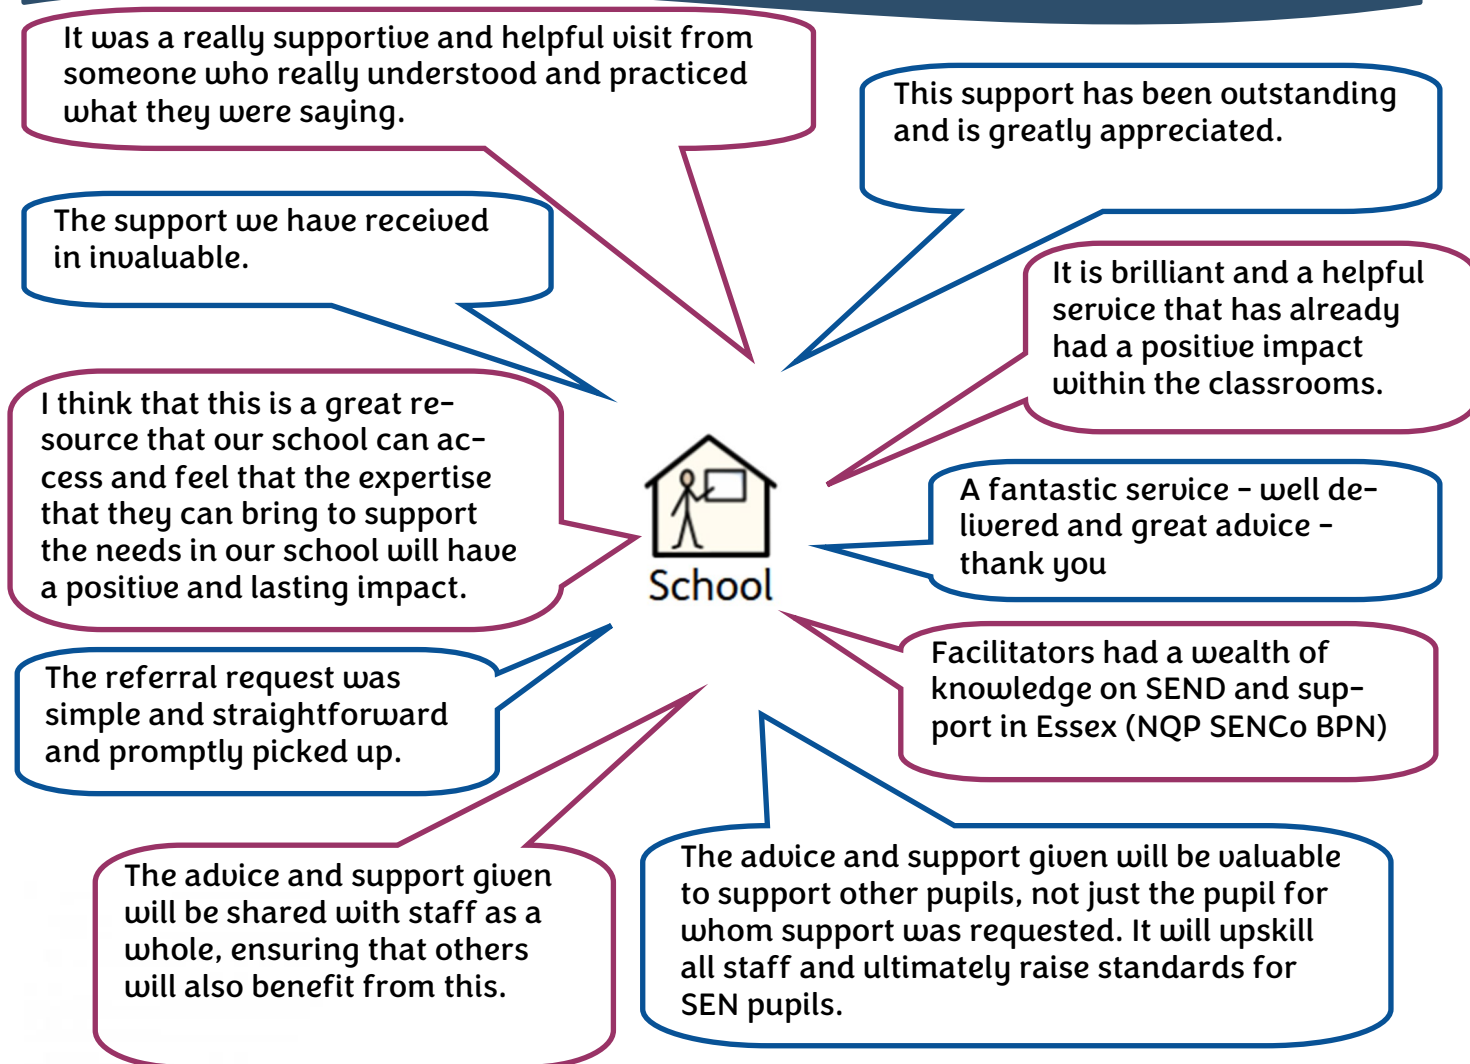 It was a really supportive and helpful visit from
someone who really understood and practiced
what they were saying.
This support has been outstanding
and is greatly appreciated.
The support we have received
in invaluable.
It is brilliant and a helpful
service that has already
had a positive impact
within the classrooms.
I think that this is a great re-
source that our school can ac-
cess and feel that the expertise
that they can bring to support
the needs in our school will have
a positive and lasting impact.
A fantastic service - well de-
livered and great advice -
thank you
School
The referral request was
simple and straightforward
and promptly picked up.
Facilitators had a wealth of
knowledge on SEND and sup-
port in Essex (NQP SENCo BPN)
The advice and support given
will be shared with staff as a
whole, ensuring that others
will also benefit from this.
The advice and support given will be valuable
to support other pupils, not just the pupil for
whom support was requested. It will upskill
all staff and ultimately raise standards for
SEN pupils.